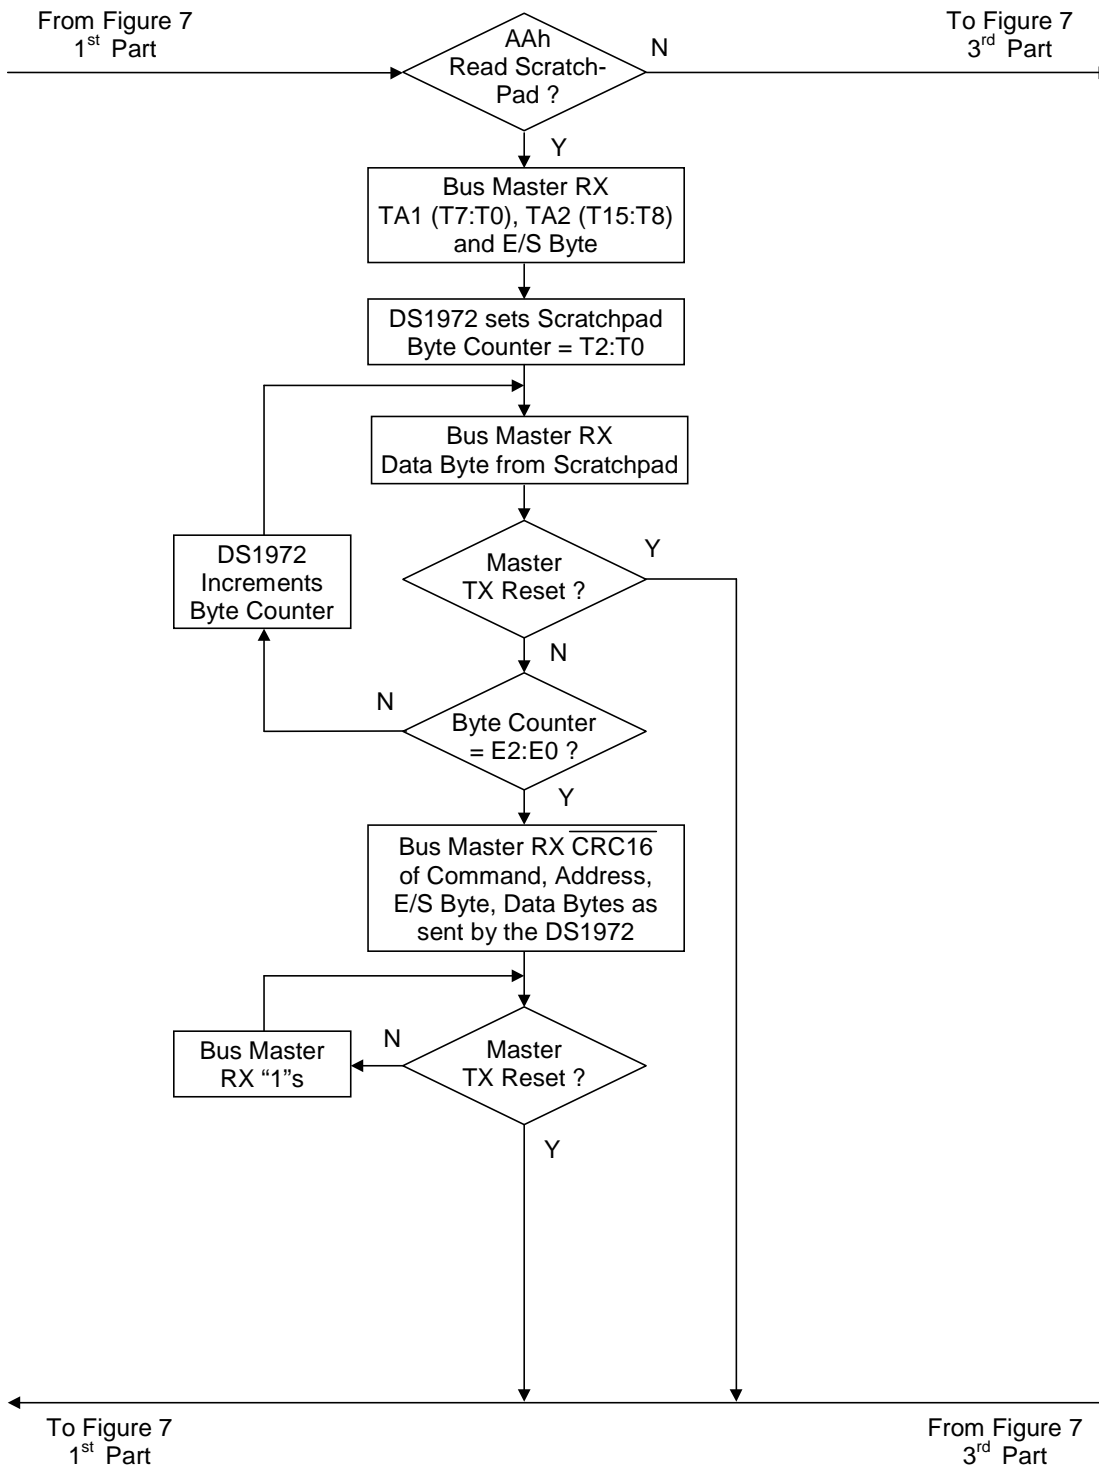 From Figure 7
1st Part
To Figure 7
3rd Part
AAh
Read Scratch-
Pad ?
N
Y
Bus Master RX
TA1 (T7:T0), TA2 (T15:T8)
and E/S Byte
DS1972 sets Scratchpad
Byte Counter = T2:T0
Bus Master RX
Data Byte from Scratchpad
DS1972
Increments
Byte Counter
Master
TX Reset ?
Y
N
N
Byte Counter
= E2:E0 ?
Y
Bus Master RX CRC16
of Command, Address,
E/S Byte, Data Bytes as
sent by the DS1972
Bus Master
RX “1”s
N
Master
TX Reset ?
Y
To Figure 7
1st Part
From Figure 7
3rd Part